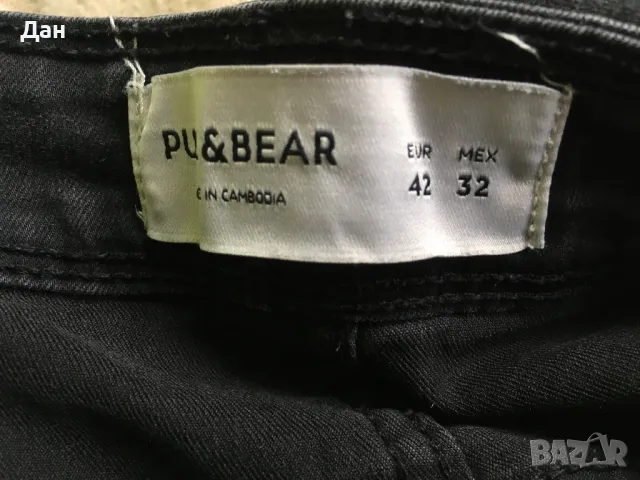 Дан
PU&BEAR
EUR MEX
42 32
E IN CAMBODIA
BAZAR